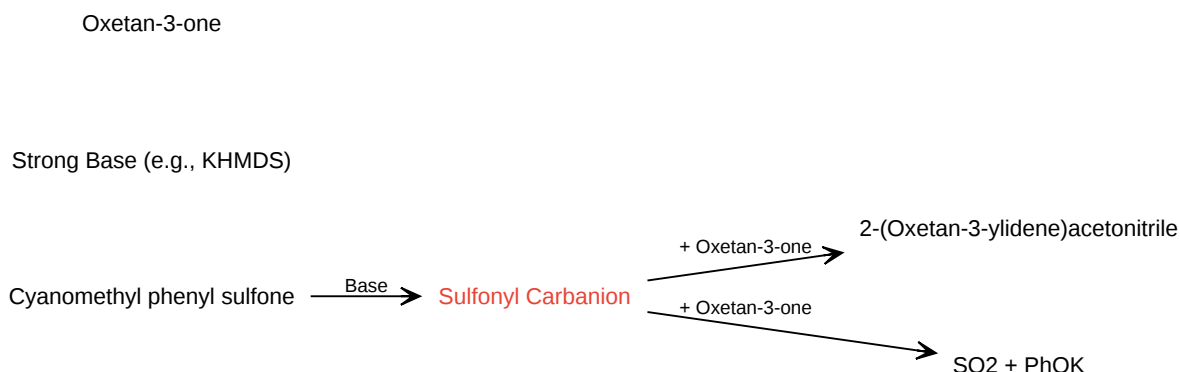 Oxetan-3-one
Strong Base (e.g., KHMDS)
2-(Oxetan-3-ylidene)acetonitrile
+ Oxetan-3-one
Cyanomethyl phenyl sulfone
Base
Sulfonyl Carbanion
+ Oxetan-3-one
SO2 + PhOK